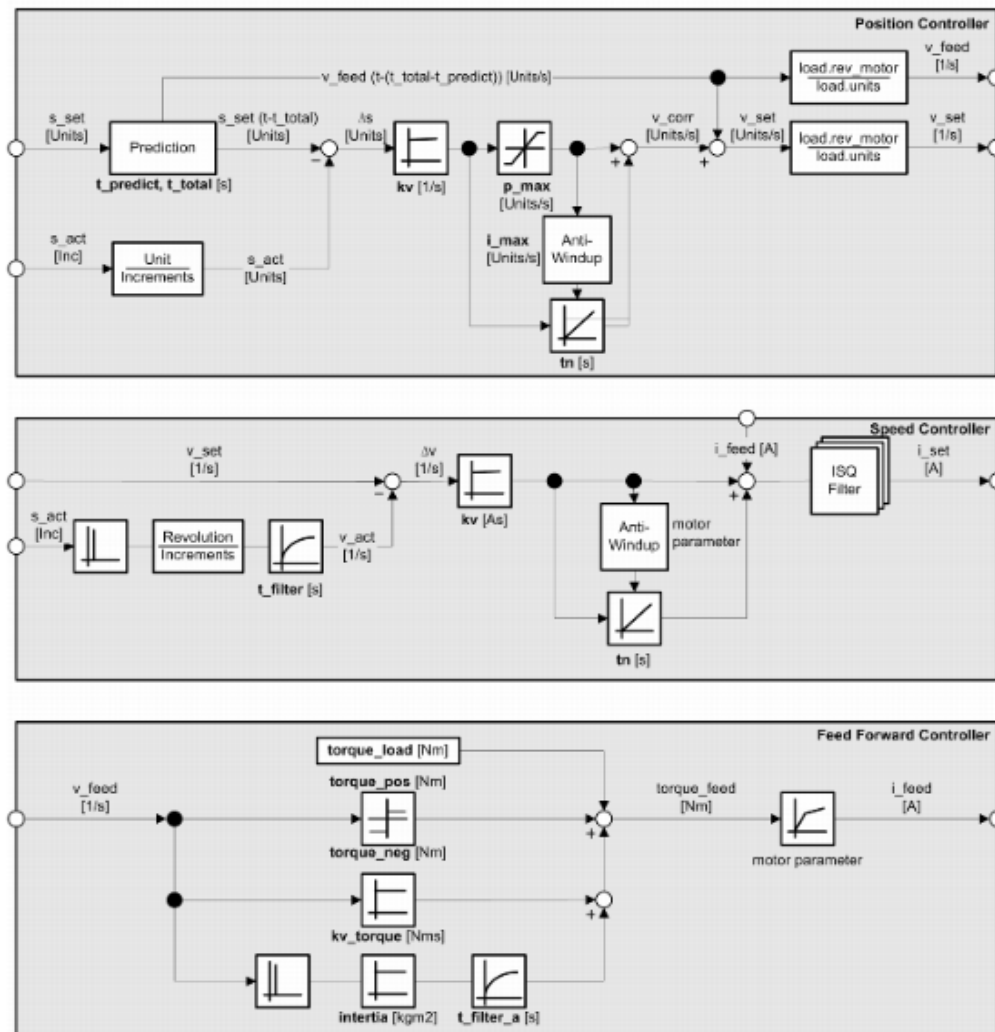 Position Controller
v_feed (t-(t_total-t_predict)) [Units/s]
load.rev_motor
load.units
v_feed
[1/s]
s_set
[Units]
Prediction
t_predict, t_total [s]
s_set (t-t_total)
[Units]
−
Δs
[Units]
kv [1/s]
p_max
[Units/s]
+
v_corr
[Units/s]
+
v_set
[Units/s]
load.rev_motor
load.units
v_set
[1/s]
s_act
[Inc]
Unit
Increments
s_act
[Units]
i_max
[Units/s]
Anti-
Windup
tn [s]
Speed Controller
v_set
[1/s]
−
Δv
[1/s]
kv [As]
i_feed [A]
+
ISQ
Filter
i_set
[A]
s_act
[Inc]
Revolution
Increments
t_filter [s]
v_act
[1/s]
Anti-
Windup
motor
parameter
tn [s]
Feed Forward Controller
torque_load [Nm]
v_feed
[1/s]
torque_pos [Nm]
torque_neg [Nm]
+
torque_feed
[Nm]
motor parameter
i_feed
[A]
kv_torque [Nms]
+
intertia [kgm2]
t_filter_a [s]